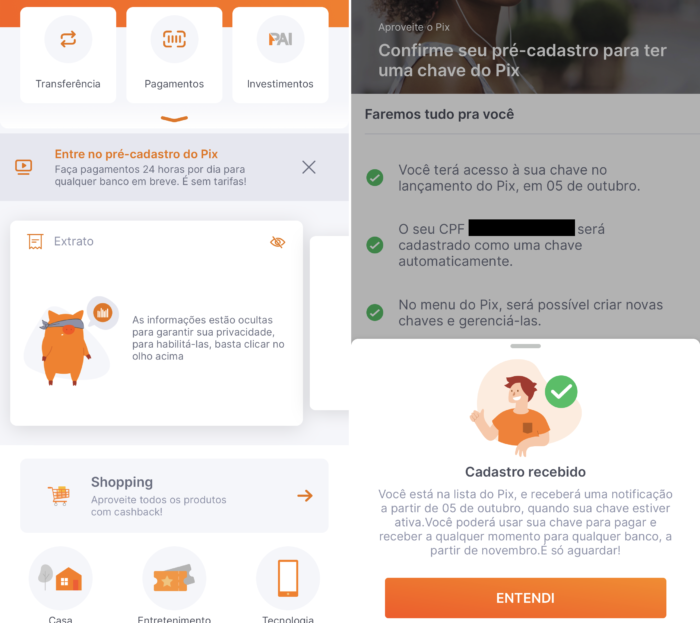 PAI
Transferência
Pagamentos
Investimentos
Entre no pré-cadastro do Pix
Faça pagamentos 24 horas por dia para
qualquer banco em breve. É sem tarifas!
Extrato
As informações estão ocultas
para garantir sua privacidade,
para habilitá-las, basta clicar no
olho acima
Shopping
Aproveite todos os produtos
com cashback!
Casa
Entretenimento
Tecnologia
Aproveite o Pix
Confirme seu pré-cadastro para ter
uma chave do Pix
Faremos tudo pra você
Você terá acesso à sua chave no
lançamento do Pix, em 05 de outubro.
O seu CPF será
cadastrado como uma chave
automaticamente.
No menu do Pix, será possível criar novas
chaves e gerenciá-las.
Cadastro recebido
Você está na lista do Pix, e receberá uma notificação
a partir de 05 de outubro, quando sua chave estiver
ativa.Você poderá usar sua chave para pagar e
receber a qualquer momento para qualquer banco, a
partir de novembro.É só aguardar!
ENTENDI